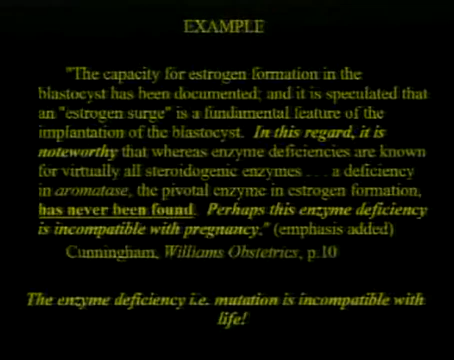 EXAMPLE
"The capacity for estrogen formation in the
blastocyst has been documented; and it is speculated that
an "estrogen surge" is a fundamental feature of the
implantation of the blastocyst. In this regard, it is
noteworthy that whereas enzyme deficiencies are known
for virtually all steroidogenic enzymes . . . a deficiency
in aromatase, the pivotal enzyme in estrogen formation,
has never been found. Perhaps this enzyme deficiency
is incompatible with pregnancy." (emphasis added)
Cunningham, Williams Obstetrics, p.10
The enzyme deficiency i.e. mutation is incompatible with
life!